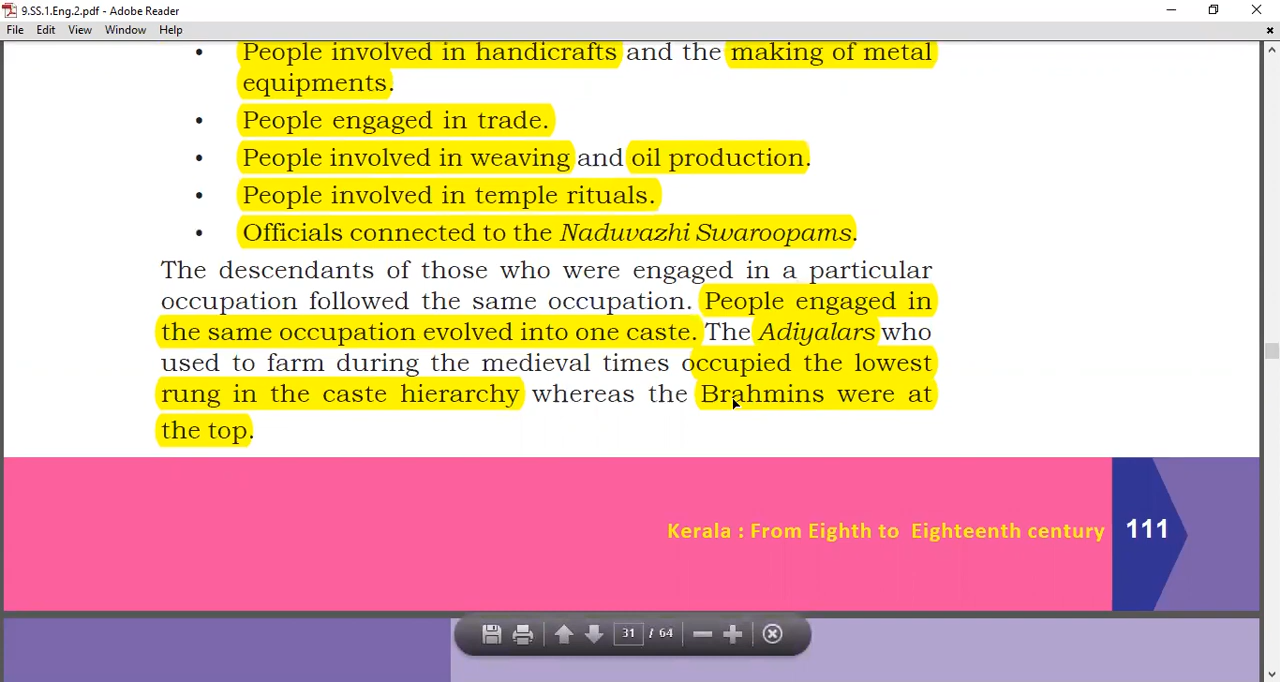 9.SS.1.Eng.2.pdf - Adobe Reader
File Edit View Window Help
• People involved in handicrafts and the making of metal
equipments.
• People engaged in trade.
• People involved in weaving and oil production.
• People involved in temple rituals.
• Officials connected to the Naduvazhi Swaroopams.
The descendants of those who were engaged in a particular
occupation followed the same occupation. People engaged in
the same occupation evolved into one caste. The Adiyalars who
used to farm during the medieval times occupied the lowest
rung in the caste hierarchy whereas the Brahmins were at
the top.
Kerala : From Eighth to Eighteenth century 111
31 / 64